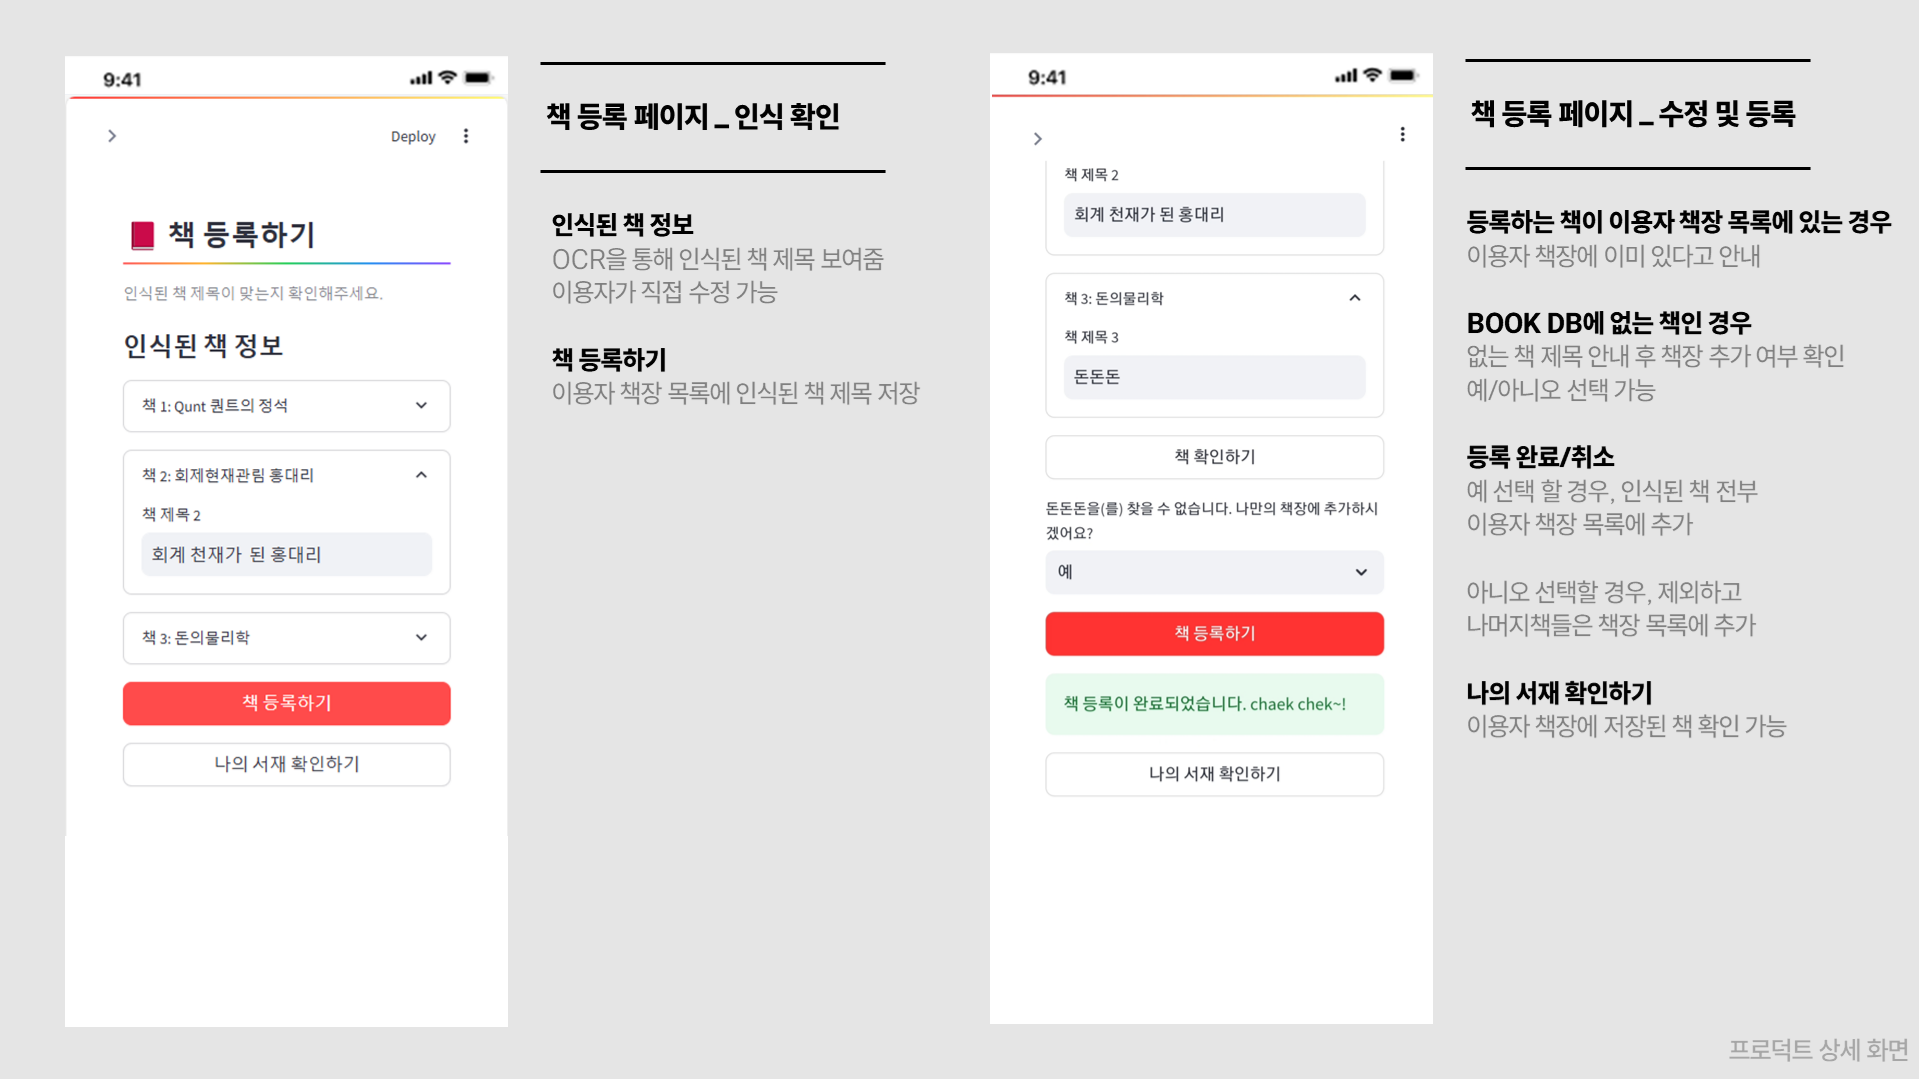 9:41
Deploy
책 등록하기
인식된 책 제목이 맞는지 확인해주세요.
인식된 책 정보
책 1: Qunt 퀀트의 정석
책 2: 회제현재관림 홍대리
책 제목 2
회계 천재가 된 홍대리
책 3: 돈의물리학
책 등록하기
나의 서재 확인하기
책 등록 페이지 _ 인식 확인
인식된 책 정보
OCR을 통해 인식된 책 제목 보여줌
이용자가 직접 수정 가능
책 등록하기
이용자 책장 목록에 인식된 책 제목 저장
9:41
책 제목 2
회계 천재가 된 홍대리
책 3: 돈의물리학
책 제목 3
돈돈돈
책 확인하기
돈돈돈을(를) 찾을 수 없습니다. 나만의 책장에 추가하시
겠어요?
예
책 등록하기
책 등록이 완료되었습니다. chaek chek~!
나의 서재 확인하기
책 등록 페이지 _ 수정 및 등록
등록하는 책이 이용자 책장 목록에 있는 경우
이용자 책장에 이미 있다고 안내
BOOK DB에 없는 책인 경우
없는 책 제목 안내 후 책장 추가 여부 확인
예/아니오 선택 가능
등록 완료/취소
예 선택 할 경우, 인식된 책 전부
이용자 책장 목록에 추가
아니오 선택할 경우, 제외하고
나머지책들은 책장 목록에 추가
나의 서재 확인하기
이용자 책장에 저장된 책 확인 가능
프로덕트 상세 화면